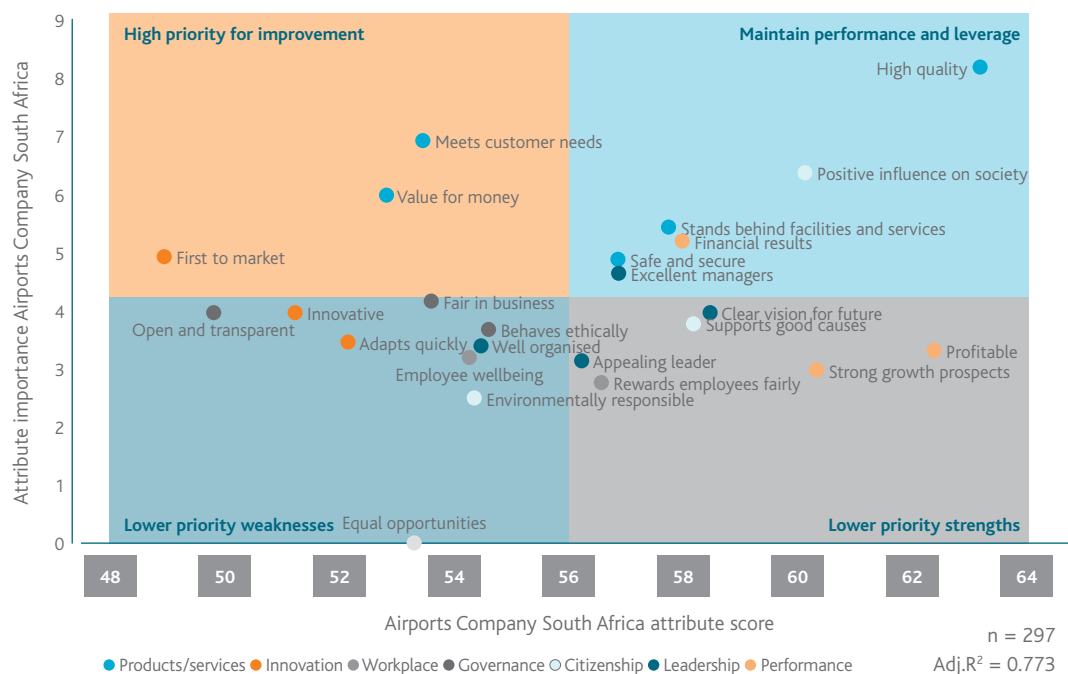 9
High priority for improvement
Maintain performance and leverage
High quality
8
7
Meets customer needs
Positive influence on society
6
Value for money
Stands behind facilities and services
Financial results
5
First to market
Safe and secure
Excellent managers
4
Fair in business
Open and transparent
Innovative
Clear vision for future
Supports good causes
Behaves ethically
Adapts quickly
Well organised
Profitable
Employee wellbeing
Appealing leader
3
Strong growth prospects
Rewards employees fairly
Environmentally responsible
2
1
Lower priority weaknesses
Equal opportunities
Lower priority strengths
0
Attribute importance Airports Company South Africa
48 50 52 54 56 58 60 62 64
Airports Company South Africa attribute score
n = 297
Products/services Innovation Workplace Governance Citizenship Leadership Performance
Adj.R² = 0.773